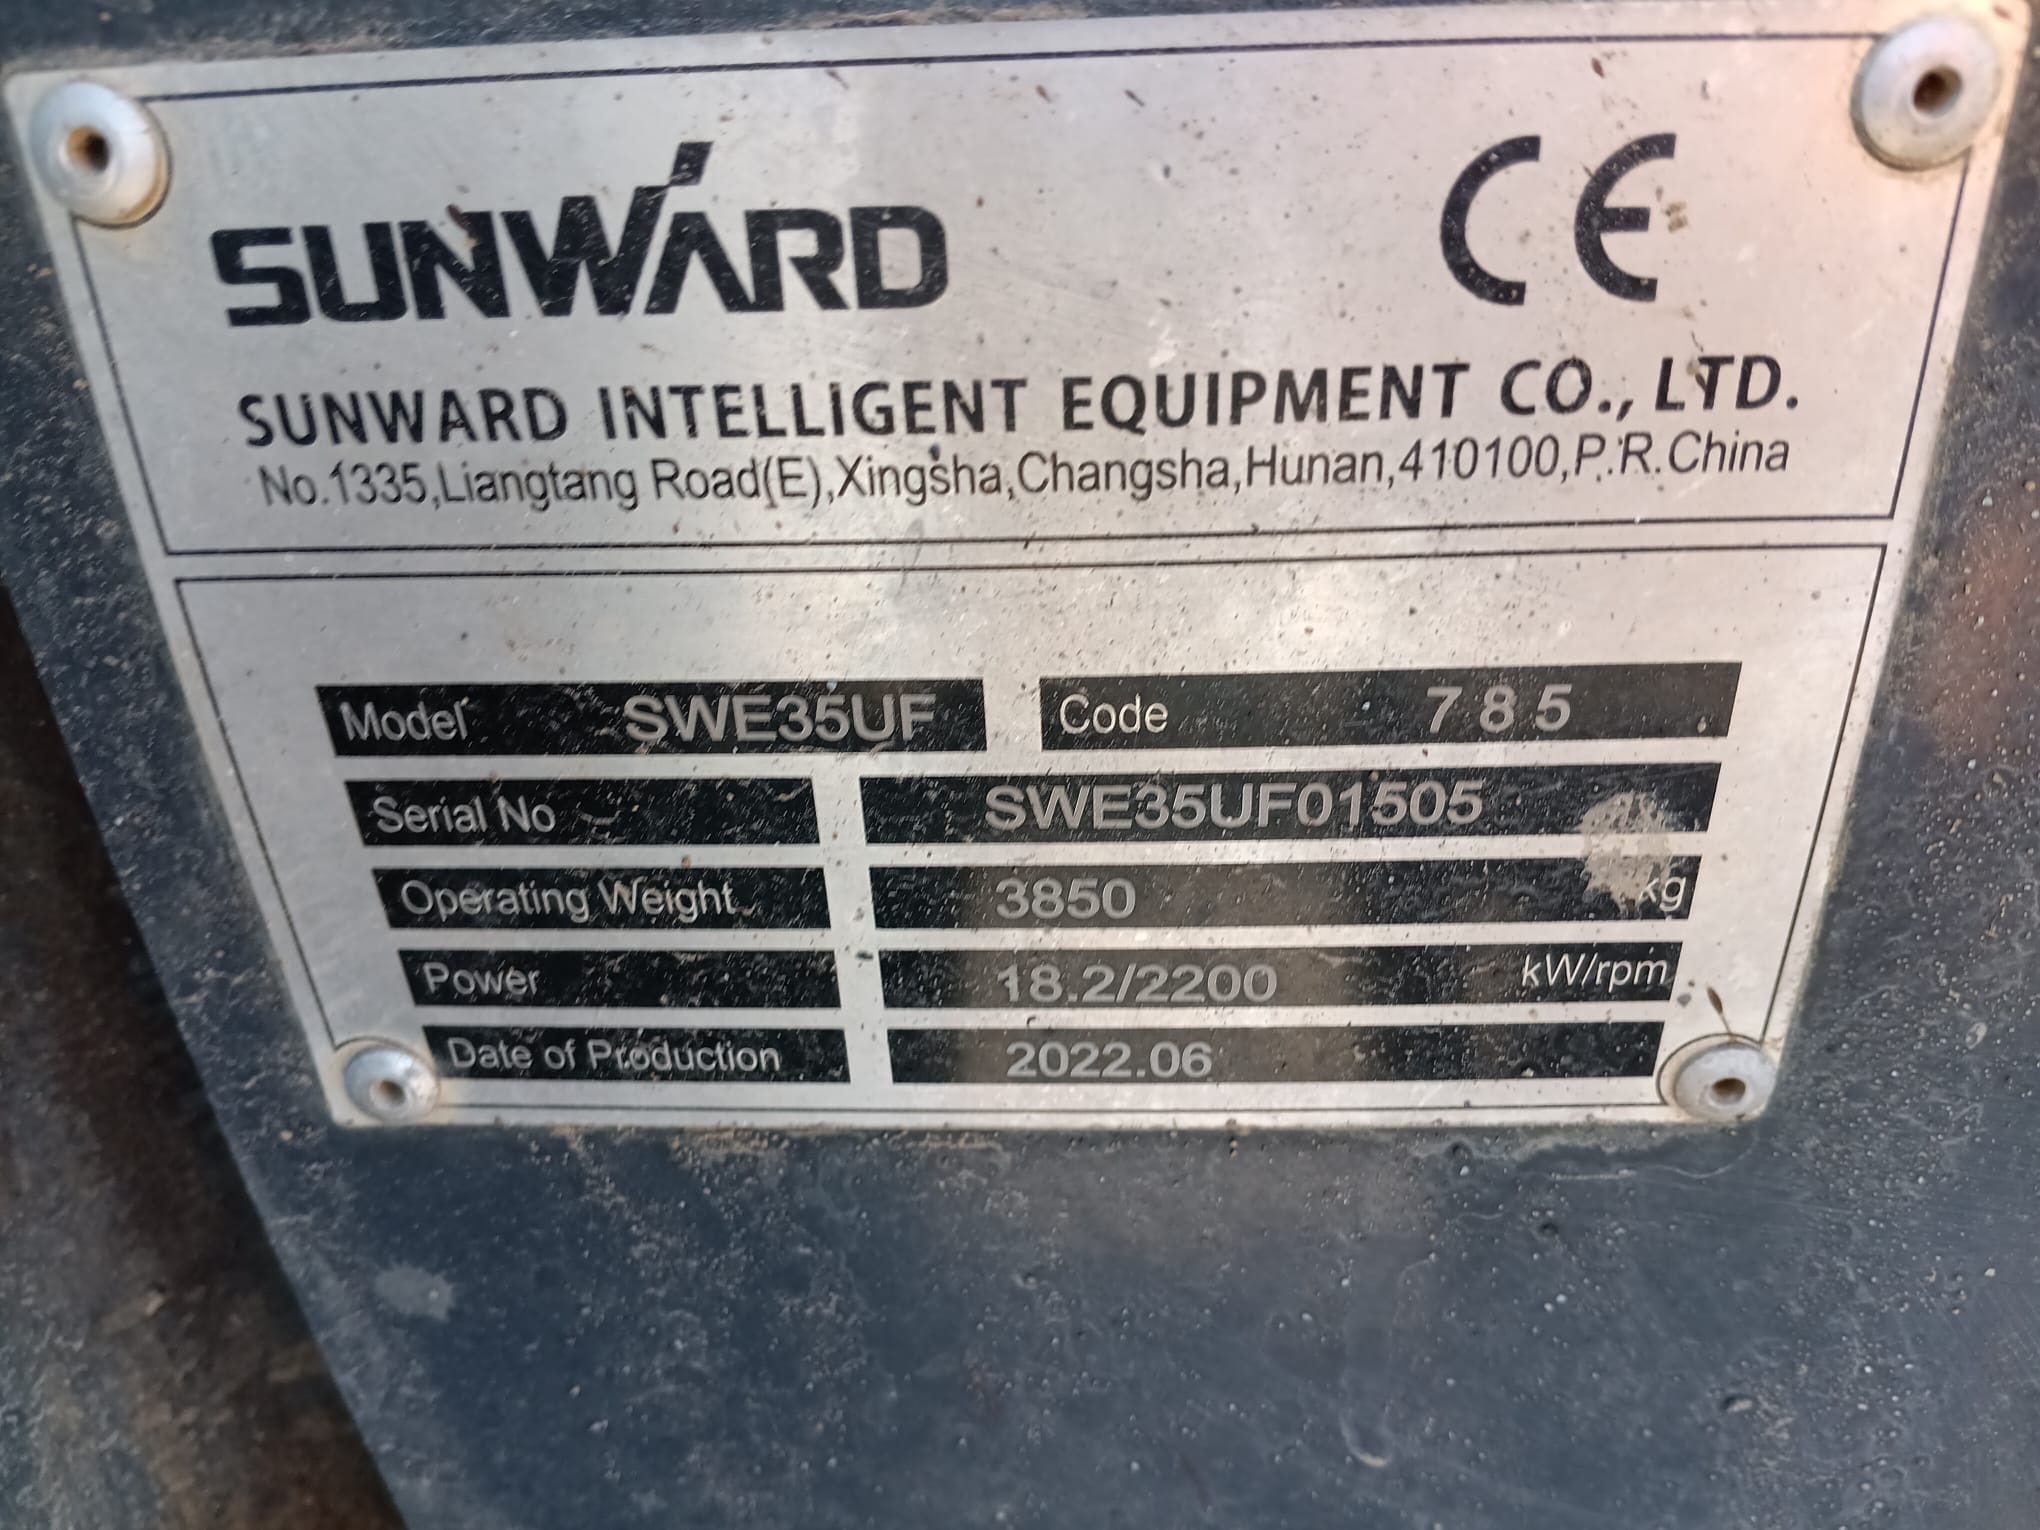 SUNWARD
CE
SUNWARD INTELLIGENT EQUIPMENT CO., LTD.
No.1335,Liangtang Road(E),Xingsha,Changsha,Hunan,410100,P.R.China
Model SWE35UF Code 785
Serial No SWE35UF01505
Operating Weight 3850 kg
Power 18.2/2200 kW/rpm
Date of Production 2022.06